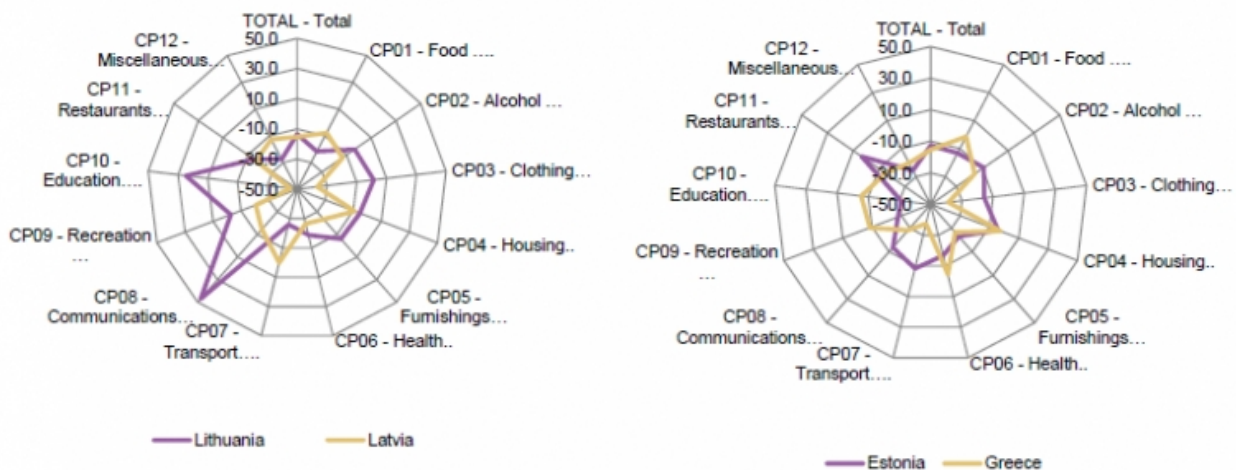 TOTAL - Total
50.0
30.0
10.0
-10.0
-30.0
-50.0
CP01 - Food ....
CP02 - Alcohol ...
CP03 - Clothing...
CP04 - Housing..
CP05 -
Furnishings...
CP06 - Health..
CP07 -
Transport....
CP08 -
Communications...
CP09 - Recreation
...
CP10 -
Education....
CP11 -
Restaurants...
CP12 -
Miscellaneous...
Lithuania
Latvia
TOTAL - Total
50.0
30.0
10.0
-10.0
-30.0
-50.0
CP01 - Food ....
CP02 - Alcohol ...
CP03 - Clothing...
CP04 - Housing..
CP05 -
Furnishings...
CP06 - Health..
CP07 -
Transport....
CP08 -
Communications...
CP09 - Recreation
...
CP10 -
Education....
CP11 -
Restaurants...
CP12 -
Miscellaneous...
Estonia
Greece